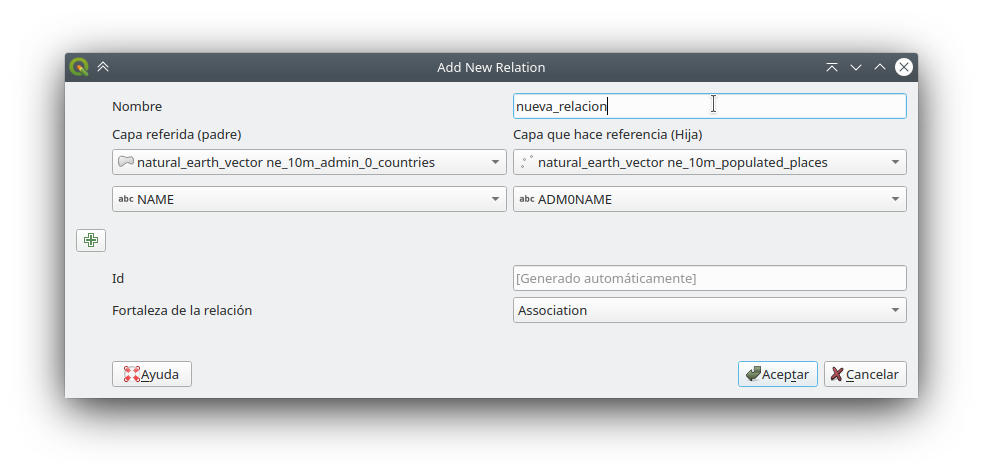 Add New Relation
Nombre
nueva_relacion
Capa referida (padre)
Capa que hace referencia (Hija)
natural_earth_vector ne_10m_admin_0_countries
natural_earth_vector ne_10m_populated_places
abc NAME
abc ADM0NAME
Id
[Generado automáticamente]
Fortaleza de la relación
Association
Ayuda
Aceptar
Cancelar